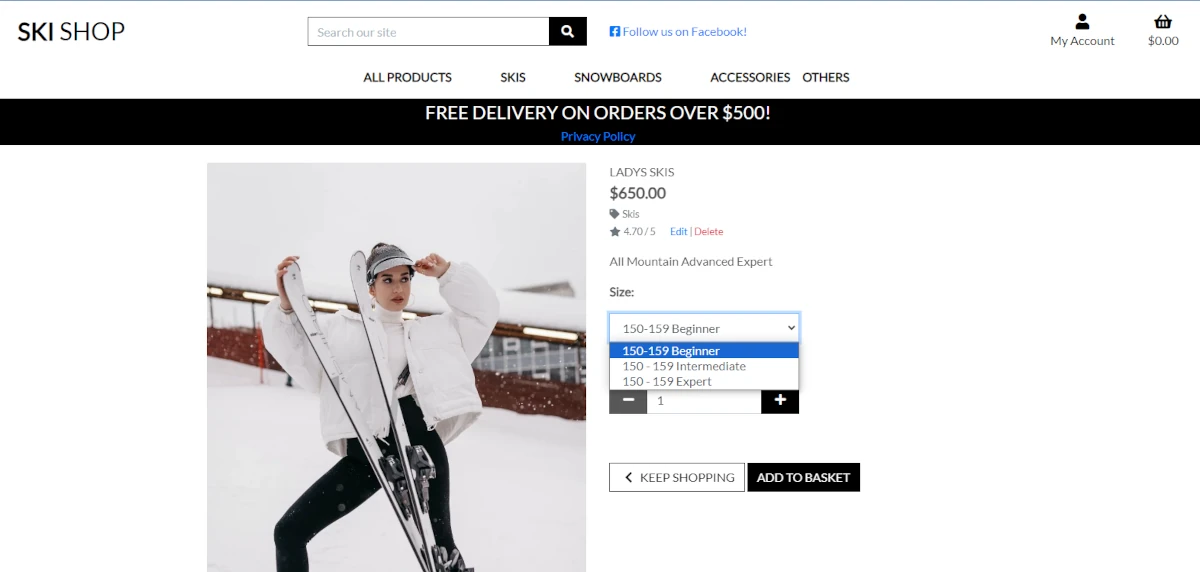 SKI SHOP
Search our site
Follow us on Facebook!
My Account
$0.00
ALL PRODUCTS SKIS SNOWBOARDS ACCESSORIES OTHERS
FREE DELIVERY ON ORDERS OVER $500!
Privacy Policy
LADYS SKIS
$650.00
Skis
4.70 / 5 Edit | Delete
All Mountain Advanced Expert
Size:
150-159 Beginner
150-159 Beginner
150 - 159 Intermediate
150 - 159 Expert
1
KEEP SHOPPING ADD TO BASKET